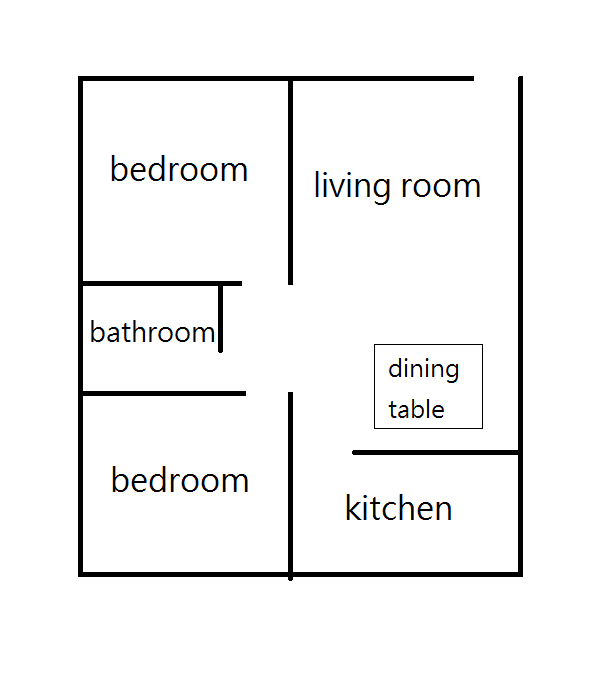 bedroom
living room
bathroom
dining
table
bedroom
kitchen